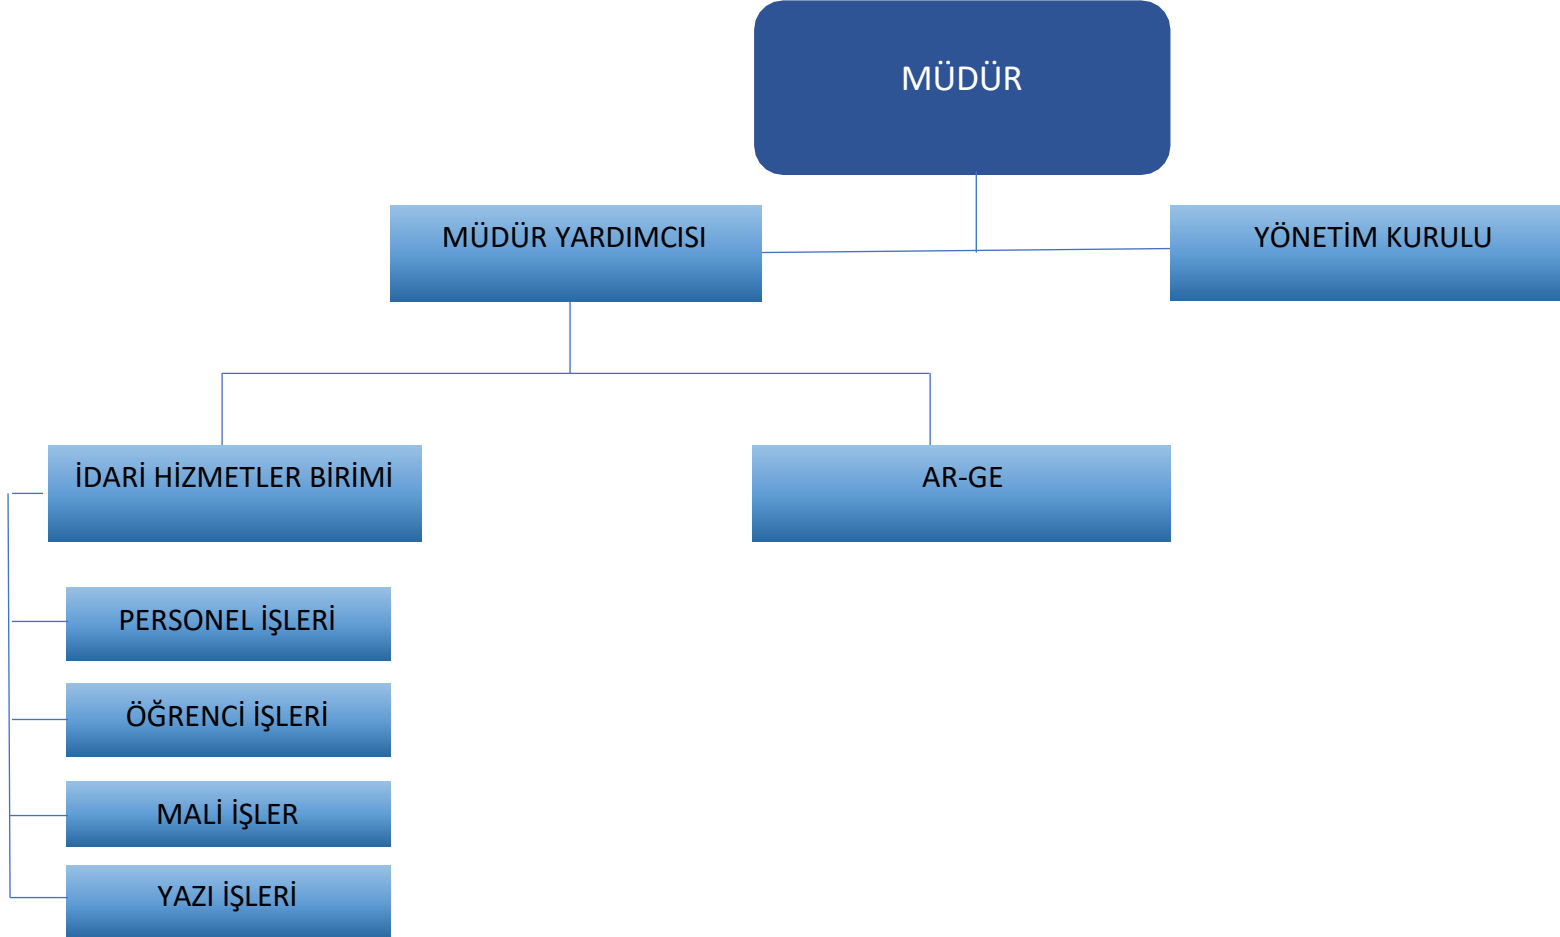 MÜDÜR
MÜDÜR YARDIMCISI
YÖNETİM KURULU
İDARİ HİZMETLER BİRİMİ
AR-GE
PERSONEL İŞLERİ
ÖĞRENCİ İŞLERİ
MALİ İŞLER
YAZI İŞLERİ